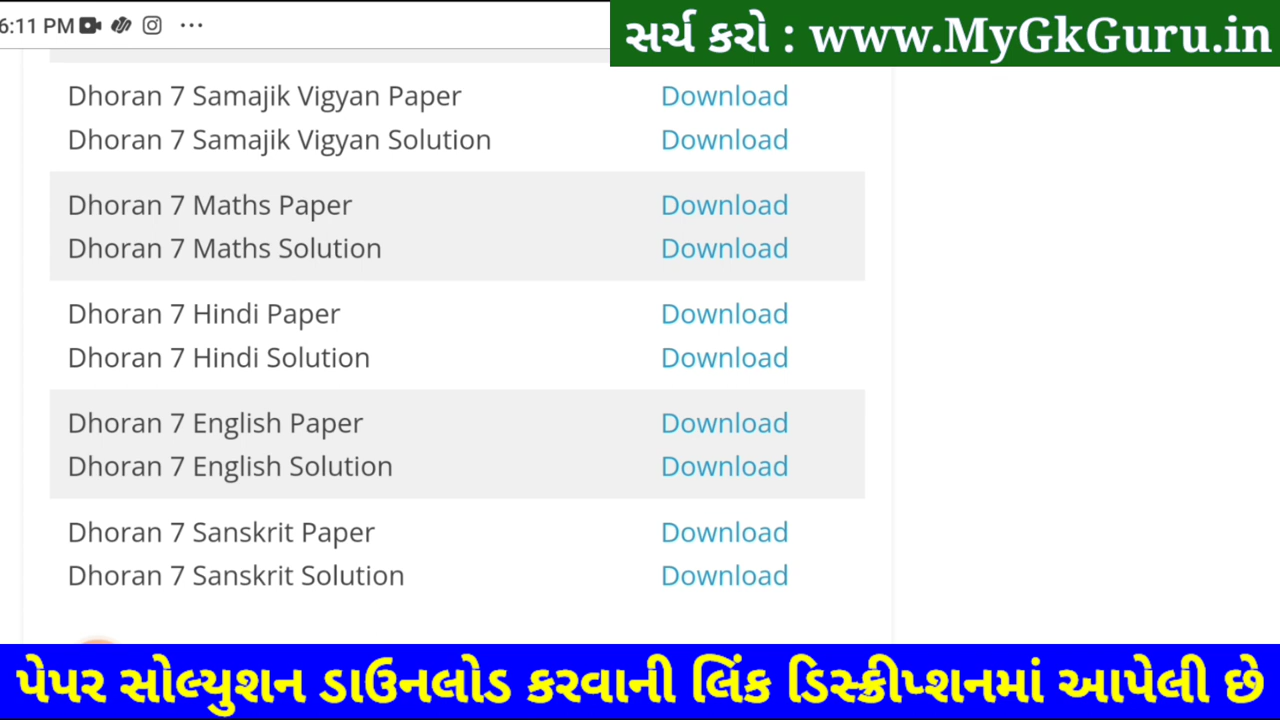 6:11 PM
સર્ચ કરો : www.MyGkGuru.in
Dhoran 7 Samajik Vigyan Paper Download
Dhoran 7 Samajik Vigyan Solution Download
Dhoran 7 Maths Paper Download
Dhoran 7 Maths Solution Download
Dhoran 7 Hindi Paper Download
Dhoran 7 Hindi Solution Download
Dhoran 7 English Paper Download
Dhoran 7 English Solution Download
Dhoran 7 Sanskrit Paper Download
Dhoran 7 Sanskrit Solution Download
પેપર સોલ્યુશન ડાઉનલોડ કરવાની લિંક ડિસ્ક્રીપ્શનમાં આપેલી છે